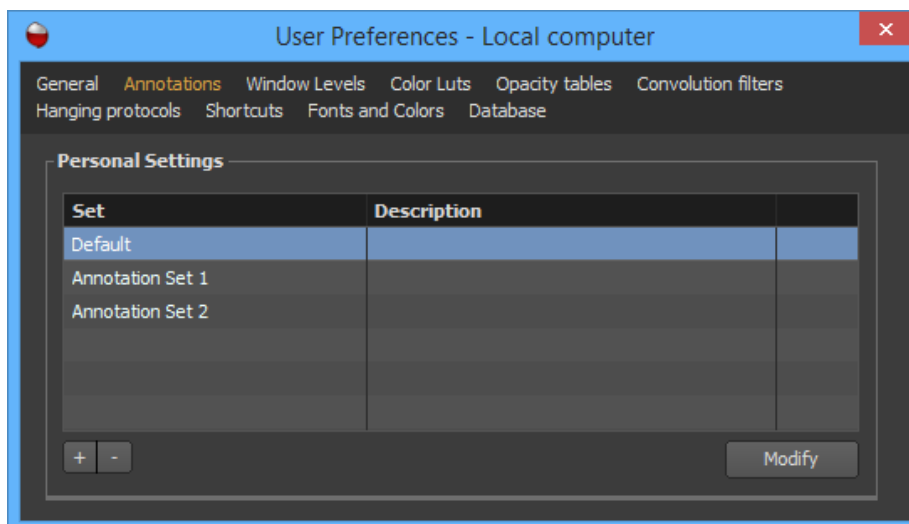 User Preferences - Local computer
General Annotations Window Levels Color Luts Opacity tables Convolution filters
Hanging protocols Shortcuts Fonts and Colors Database
Personal Settings
Set Description
Default
Annotation Set 1
Annotation Set 2
+ - Modify